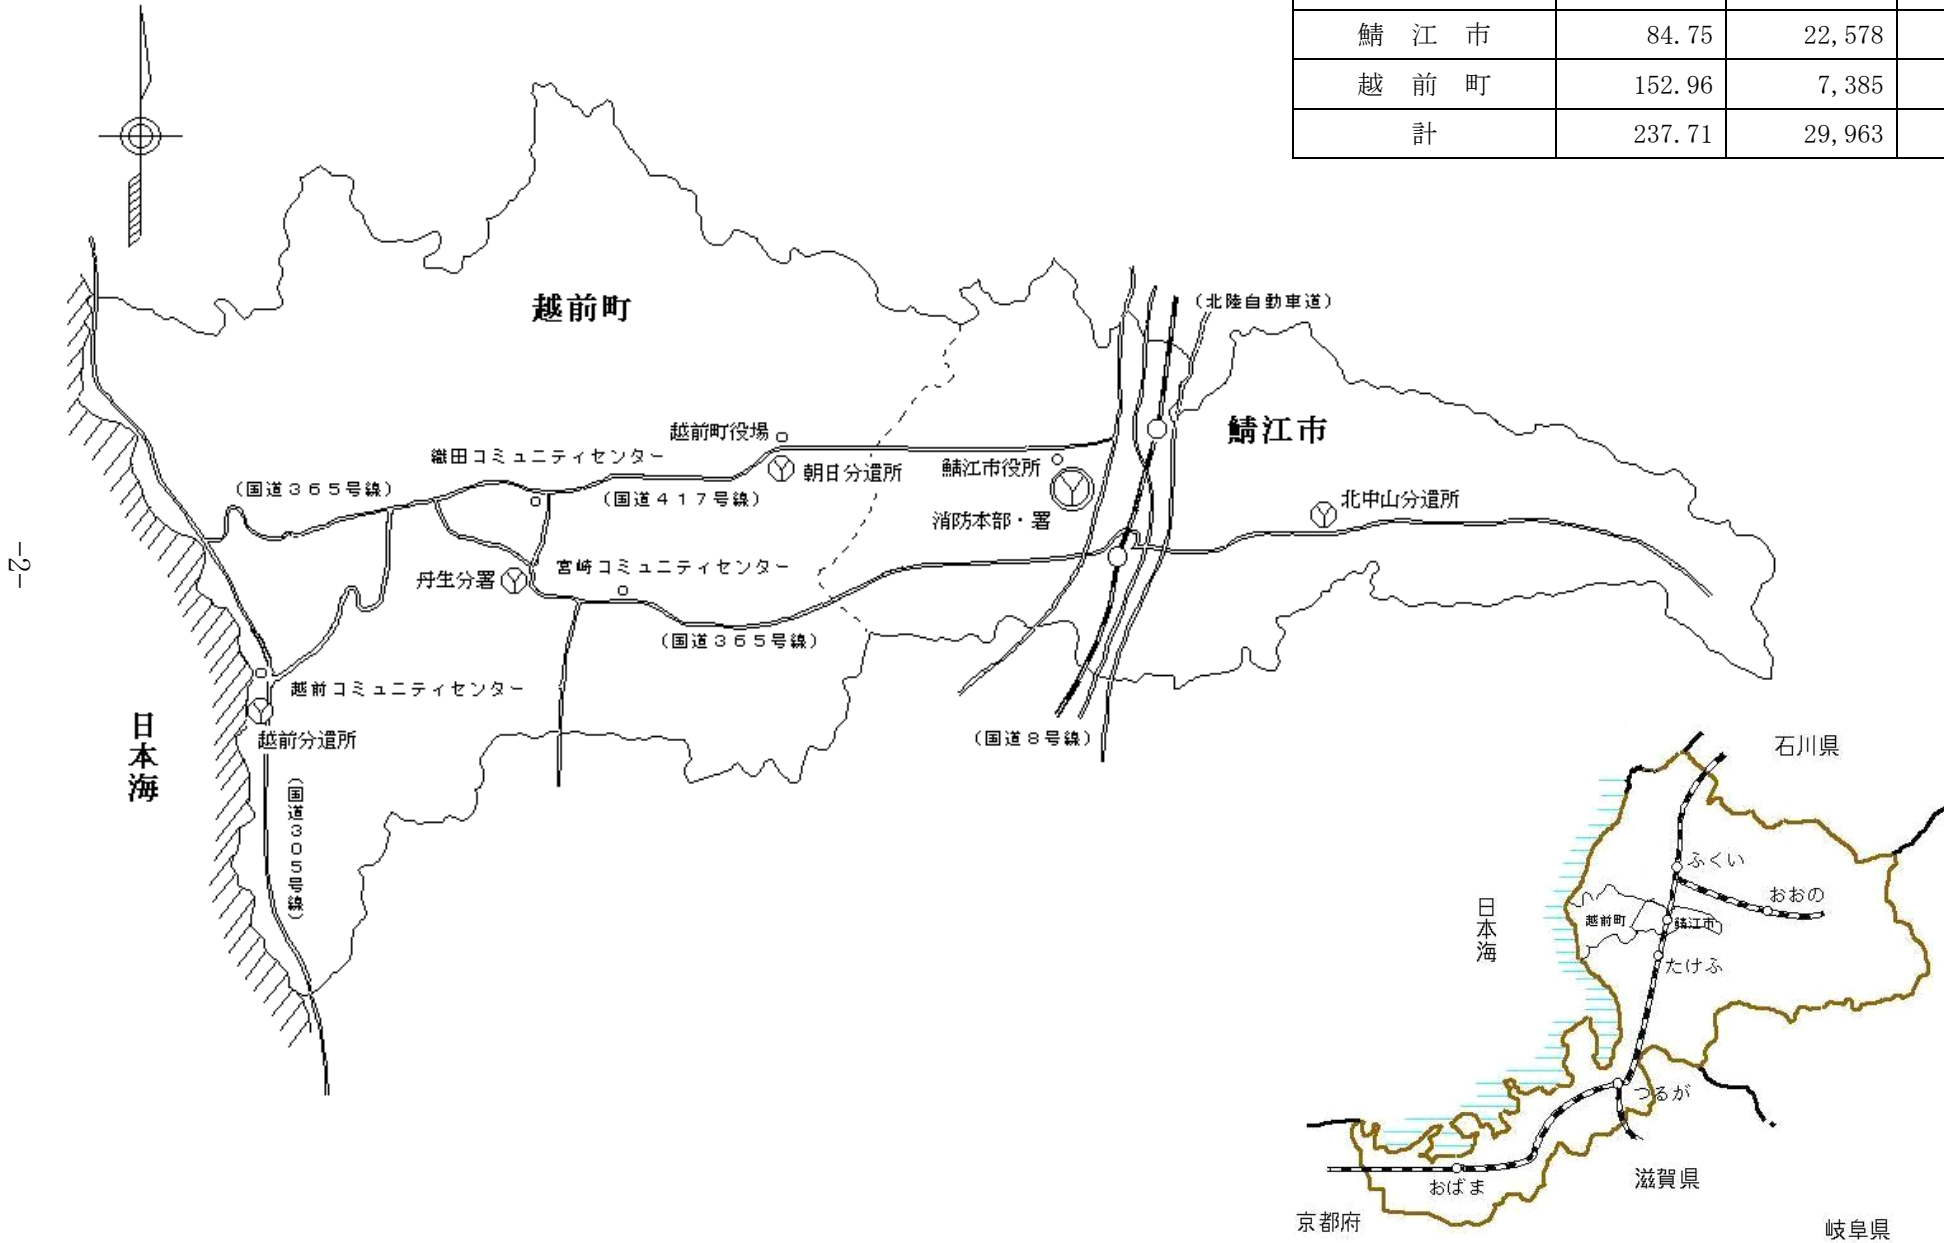 鯖　江　市 84.75 22,578
越　前　町 152.96 7,385
計 237.71 29,963
越前町
（北陸自動車道）
鯖江市
越前町役場
織田コミュニティセンター
朝日分遣所
鯖江市役所
（国道３６５号線）
（国道４１７号線）
北中山分遣所
消防本部・署
宮崎コミュニティセンター
丹生分署
（国道３６５号線）
越前コミュニティセンター
越前分遣所
（国道８号線）
日本海
（国道３０５号線）
-2-
石川県
ふくい
おおの
日本海
越前町
鯖江市
たけふ
つるが
おばま
滋賀県
京都府
岐阜県